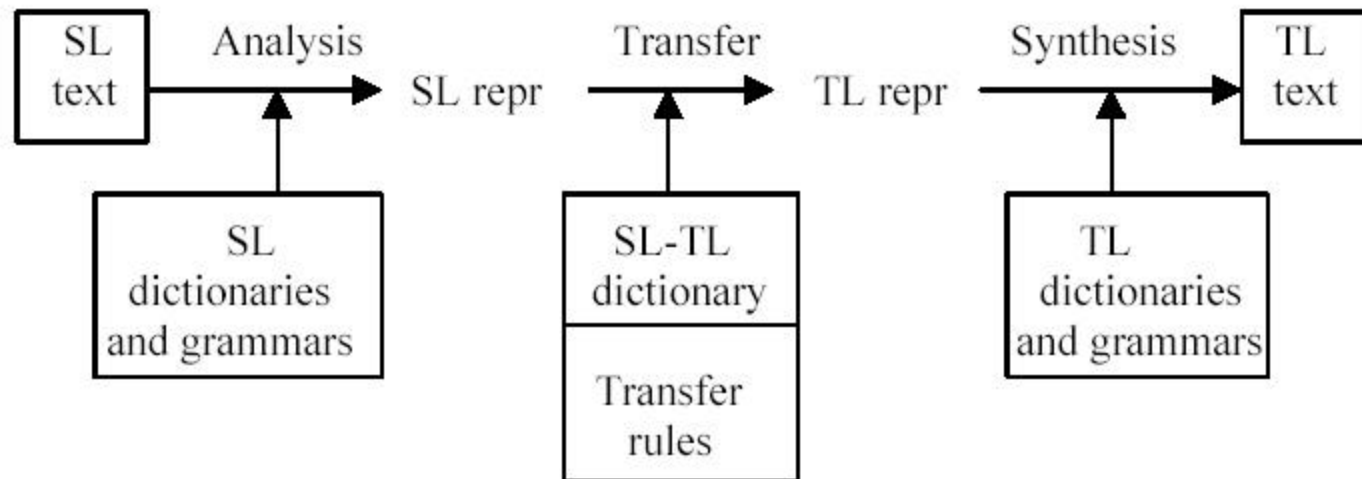 SL
text
Analysis
SL repr
Transfer
TL repr
Synthesis
TL
text
SL
dictionaries
and grammars
SL-TL
dictionary
Transfer
rules
TL
dictionaries
and grammars